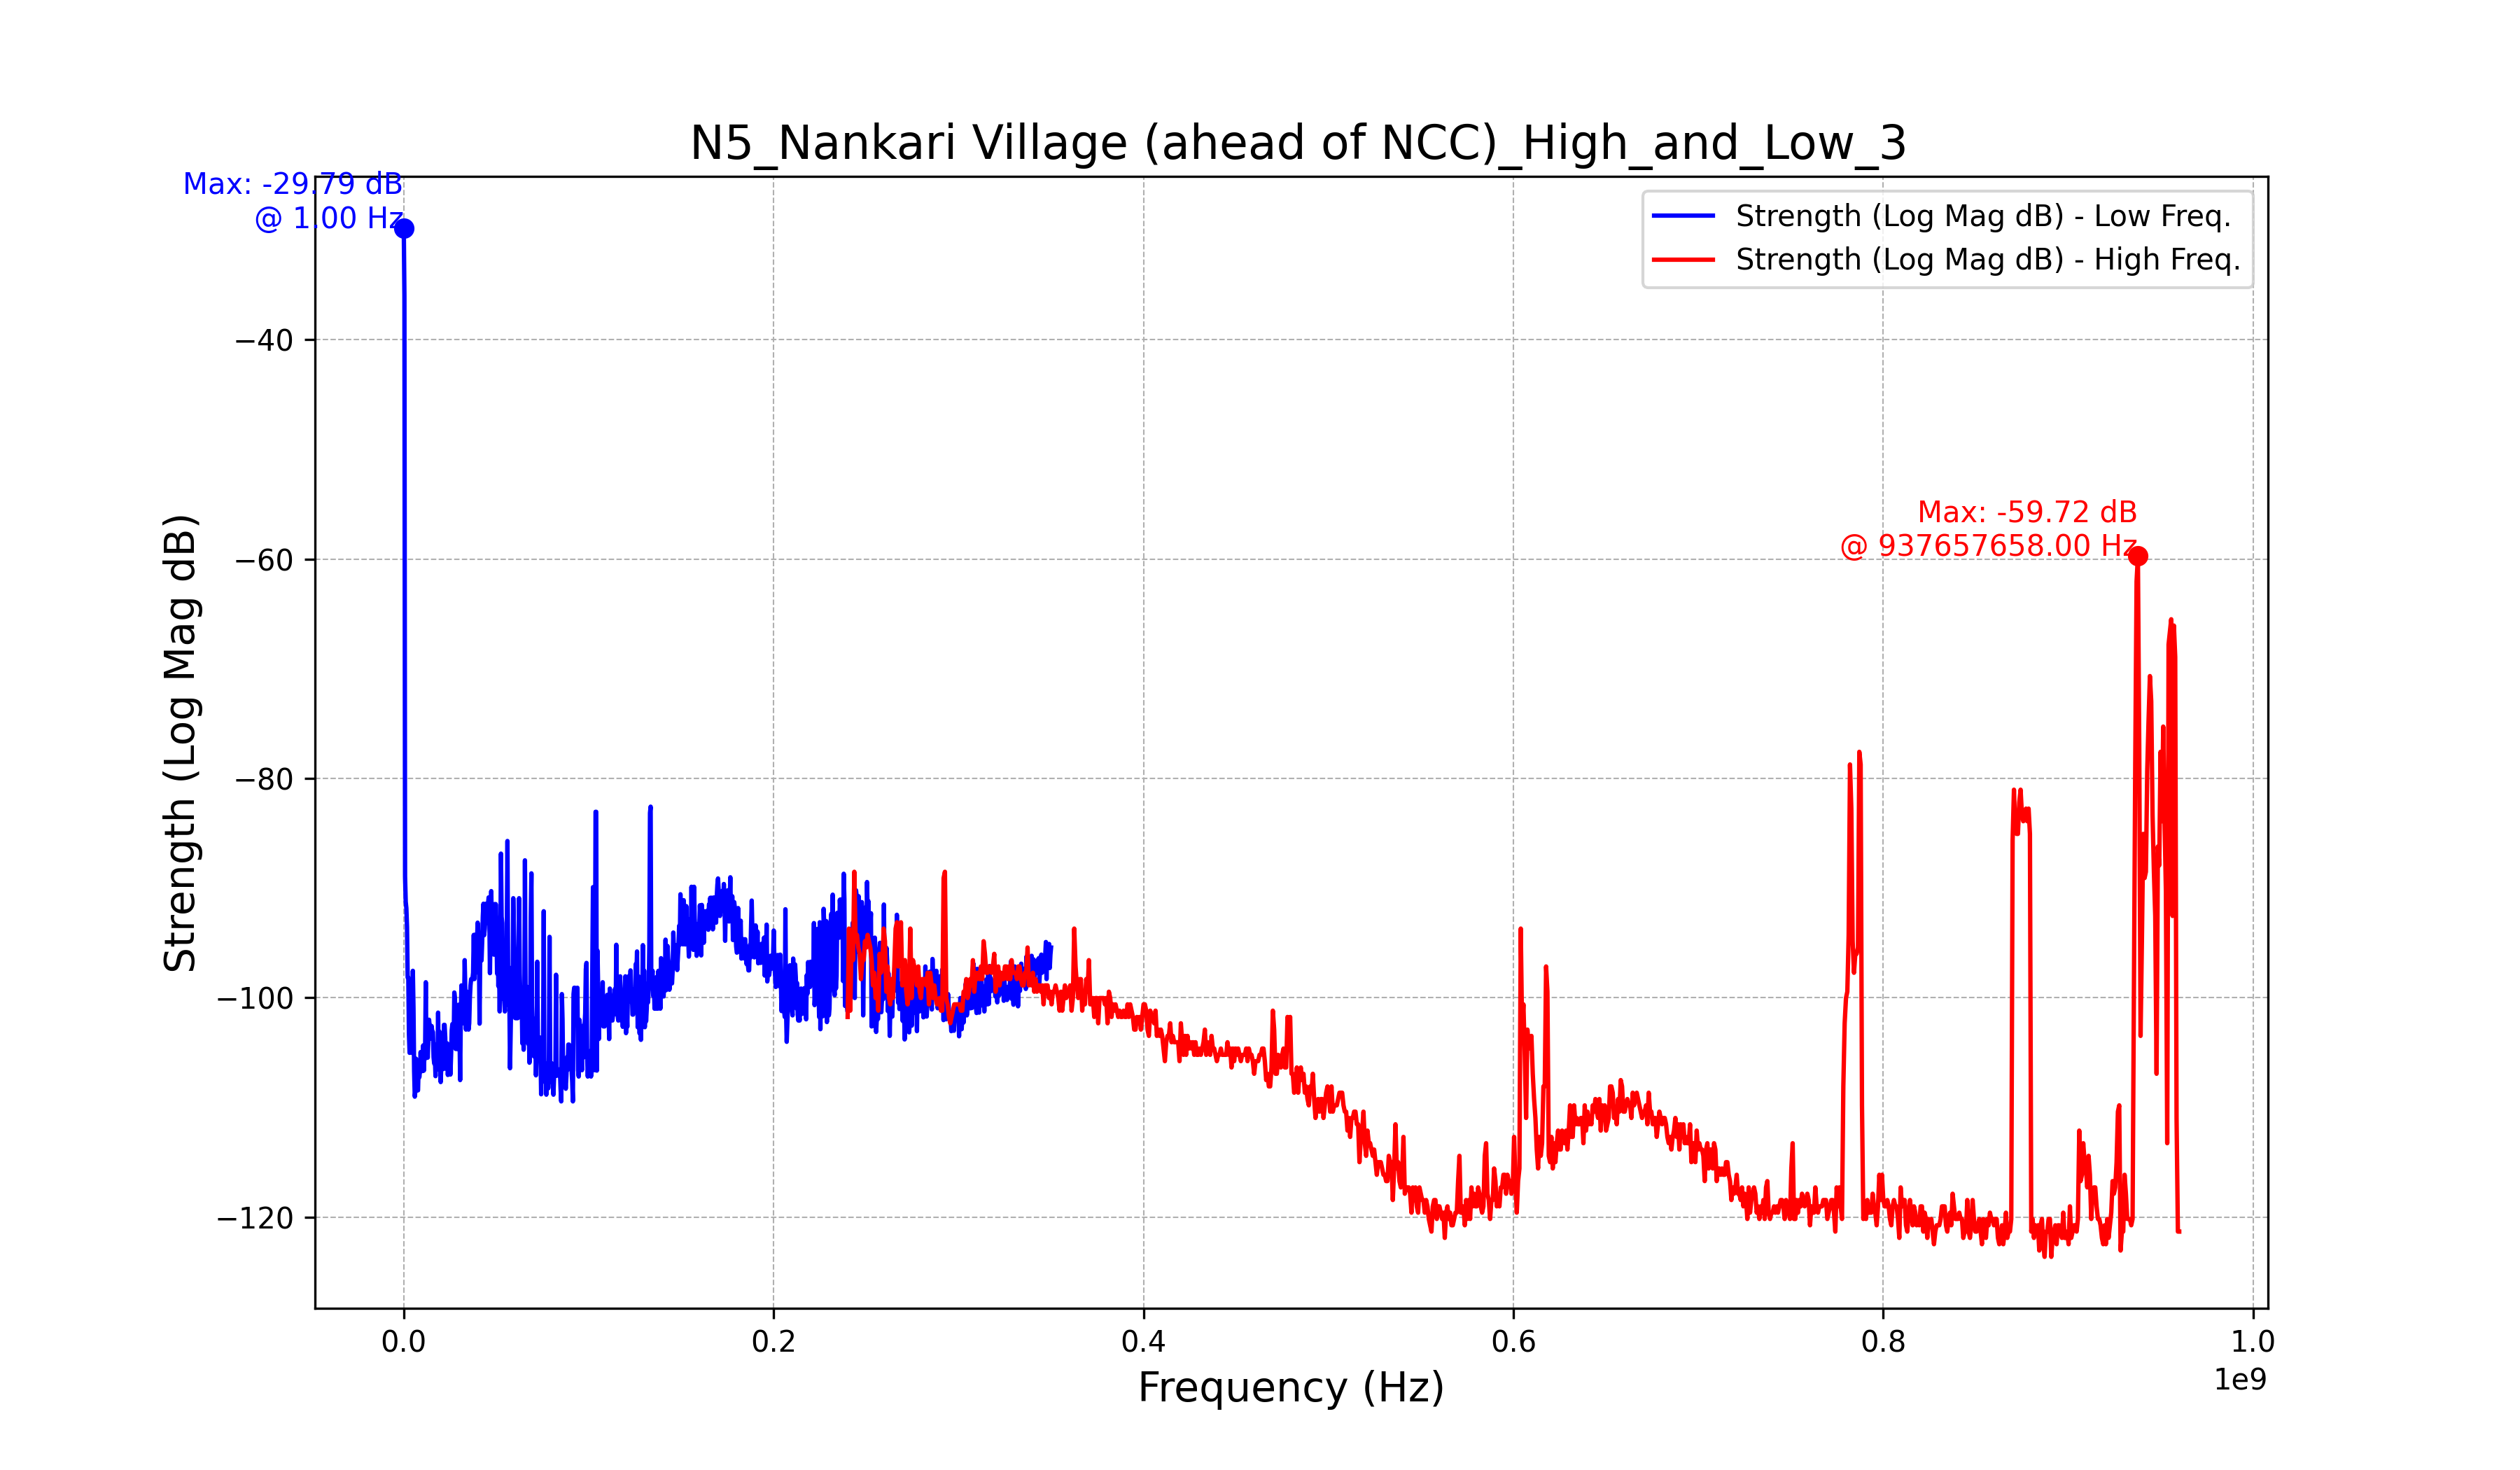 N5_Nankari Village (ahead of NCC)_High_and_Low_3
Max: -29.79 dB
@ 1.00 Hz
Strength (Log Mag dB) - Low Freq.
Strength (Log Mag dB) - High Freq.
Max: -59.72 dB
@ 937657658.00 Hz
Strength (Log Mag dB)
−40
−60
−80
−100
−120
0.0
0.2
0.4
0.6
0.8
1.0
1e9
Frequency (Hz)